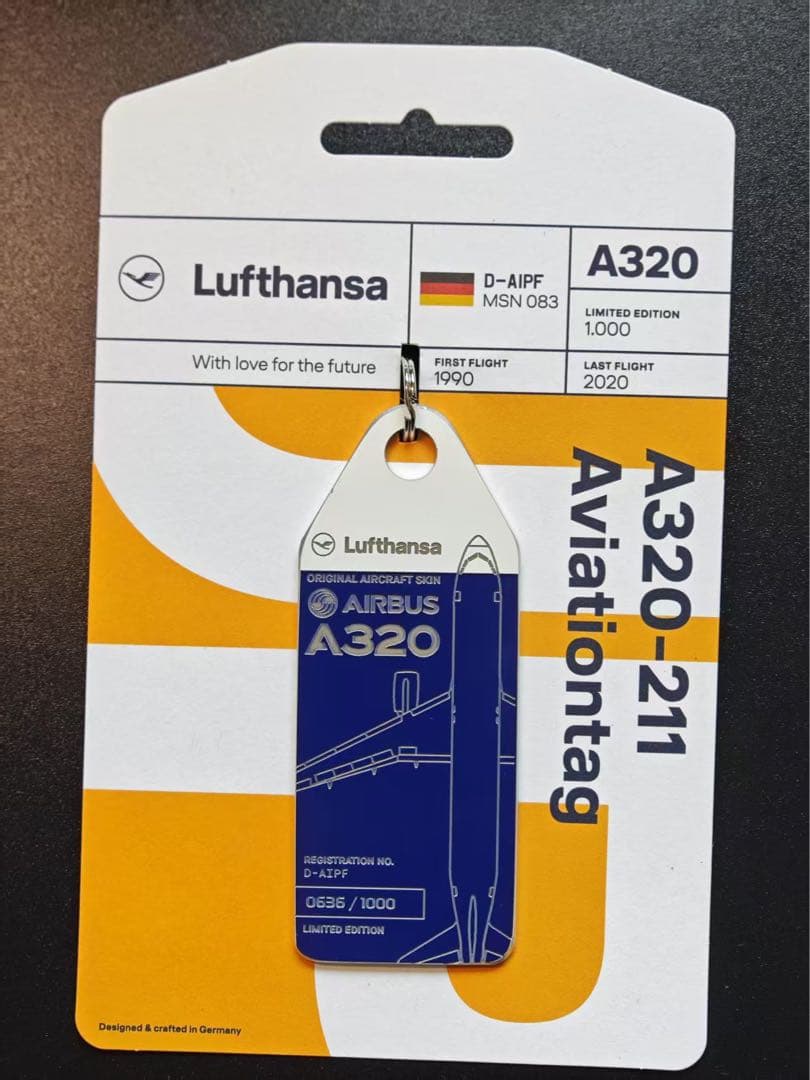 Lufthansa
D-AIPF
MSN 083
A320
LIMITED EDITION
1.000
With love for the future
FIRST FLIGHT
1990
LAST FLIGHT
2020
A320-211
Aviationtag
Lufthansa
ORIGINAL AIRCRAFT SKIN
AIRBUS
A320
REGISTRATION NO.
D-AIPF
0636 / 1000
LIMITED EDITION
Designed & crafted in Germany